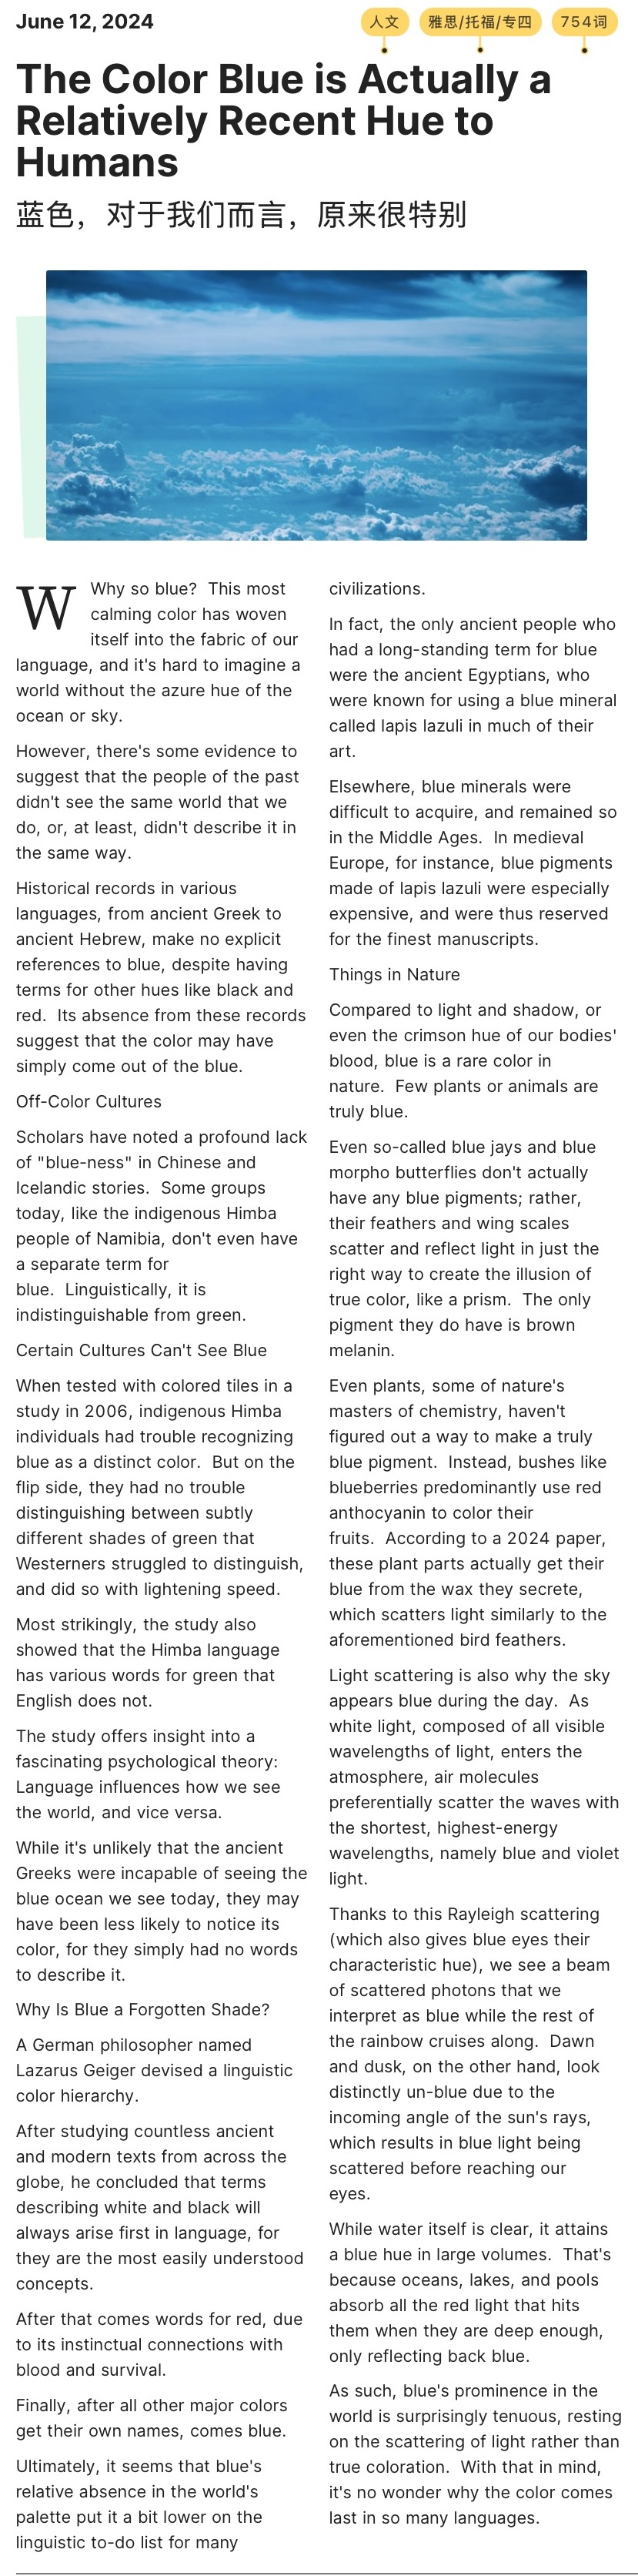 June 12, 2024
人文
雅思/托福/专四
754词
The Color Blue is Actually a
Relatively Recent Hue to
Humans
蓝色，对于我们而言，原来很特别
W
Why so blue? This most
calming color has woven
itself into the fabric of our
language, and it's hard to imagine a
world without the azure hue of the
ocean or sky.
However, there's some evidence to
suggest that the people of the past
didn't see the same world that we
do, or, at least, didn't describe it in
the same way.
Historical records in various
languages, from ancient Greek to
ancient Hebrew, make no explicit
references to blue, despite having
terms for other hues like black and
red. Its absence from these records
suggest that the color may have
simply come out of the blue.
Off-Color Cultures
Scholars have noted a profound lack
of "blue-ness" in Chinese and
Icelandic stories. Some groups
today, like the indigenous Himba
people of Namibia, don't even have
a separate term for
blue. Linguistically, it is
indistinguishable from green.
Certain Cultures Can't See Blue
When tested with colored tiles in a
study in 2006, indigenous Himba
individuals had trouble recognizing
blue as a distinct color. But on the
flip side, they had no trouble
distinguishing between subtly
different shades of green that
Westerners struggled to distinguish,
and did so with lightening speed.
Most strikingly, the study also
showed that the Himba language
has various words for green that
English does not.
The study offers insight into a
fascinating psychological theory:
Language influences how we see
the world, and vice versa.
While it's unlikely that the ancient
Greeks were incapable of seeing the
blue ocean we see today, they may
have been less likely to notice its
color, for they simply had no words
to describe it.
Why Is Blue a Forgotten Shade?
A German philosopher named
Lazarus Geiger devised a linguistic
color hierarchy.
After studying countless ancient
and modern texts from across the
globe, he concluded that terms
describing white and black will
always arise first in language, for
they are the most easily understood
concepts.
After that comes words for red, due
to its instinctual connections with
blood and survival.
Finally, after all other major colors
get their own names, comes blue.
Ultimately, it seems that blue's
relative absence in the world's
palette put it a bit lower on the
linguistic to-do list for many
civilizations.
In fact, the only ancient people who
had a long-standing term for blue
were the ancient Egyptians, who
were known for using a blue mineral
called lapis lazuli in much of their
art.
Elsewhere, blue minerals were
difficult to acquire, and remained so
in the Middle Ages. In medieval
Europe, for instance, blue pigments
made of lapis lazuli were especially
expensive, and were thus reserved
for the finest manuscripts.
Things in Nature
Compared to light and shadow, or
even the crimson hue of our bodies'
blood, blue is a rare color in
nature. Few plants or animals are
truly blue.
Even so-called blue jays and blue
morpho butterflies don't actually
have any blue pigments; rather,
their feathers and wing scales
scatter and reflect light in just the
right way to create the illusion of
true color, like a prism. The only
pigment they do have is brown
melanin.
Even plants, some of nature's
masters of chemistry, haven't
figured out a way to make a truly
blue pigment. Instead, bushes like
blueberries predominantly use red
anthocyanin to color their
fruits. According to a 2024 paper,
these plant parts actually get their
blue from the wax they secrete,
which scatters light similarly to the
aforementioned bird feathers.
Light scattering is also why the sky
appears blue during the day. As
white light, composed of all visible
wavelengths of light, enters the
atmosphere, air molecules
preferentially scatter the waves with
the shortest, highest-energy
wavelengths, namely blue and violet
light.
Thanks to this Rayleigh scattering
(which also gives blue eyes their
characteristic hue), we see a beam
of scattered photons that we
interpret as blue while the rest of
the rainbow cruises along. Dawn
and dusk, on the other hand, look
distinctly un-blue due to the
incoming angle of the sun's rays,
which results in blue light being
scattered before reaching our
eyes.
While water itself is clear, it attains
a blue hue in large volumes. That's
because oceans, lakes, and pools
absorb all the red light that hits
them when they are deep enough,
only reflecting back blue.
As such, blue's prominence in the
world is surprisingly tenuous, resting
on the scattering of light rather than
true coloration. With that in mind,
it's no wonder why the color comes
last in so many languages.